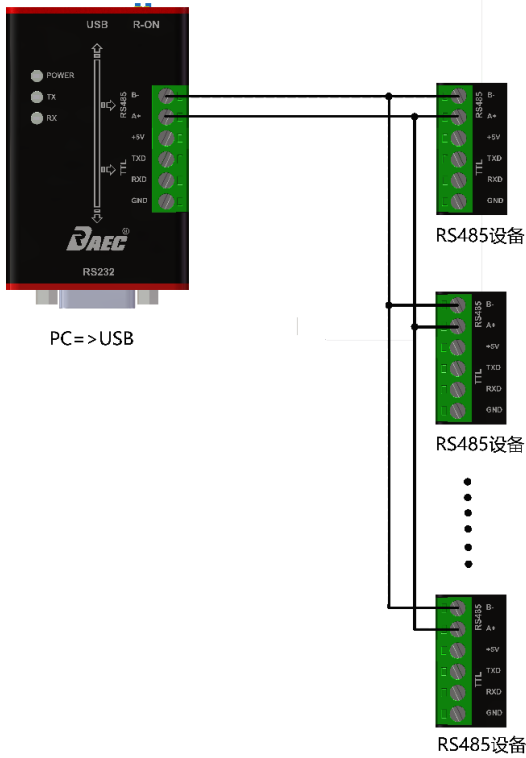 USB R-ON
POWER
TX
RX
RS485
B-
A+
+5V
TTL
TXD
RXD
GND
BAEC®
RS232
PC=>USB
RS485
B-
A+
+5V
TTL
TXD
RXD
GND
RS485设备
RS485
B-
A+
+5V
TTL
TXD
RXD
GND
RS485设备
RS485
B-
A+
+5V
TTL
TXD
RXD
GND
RS485设备